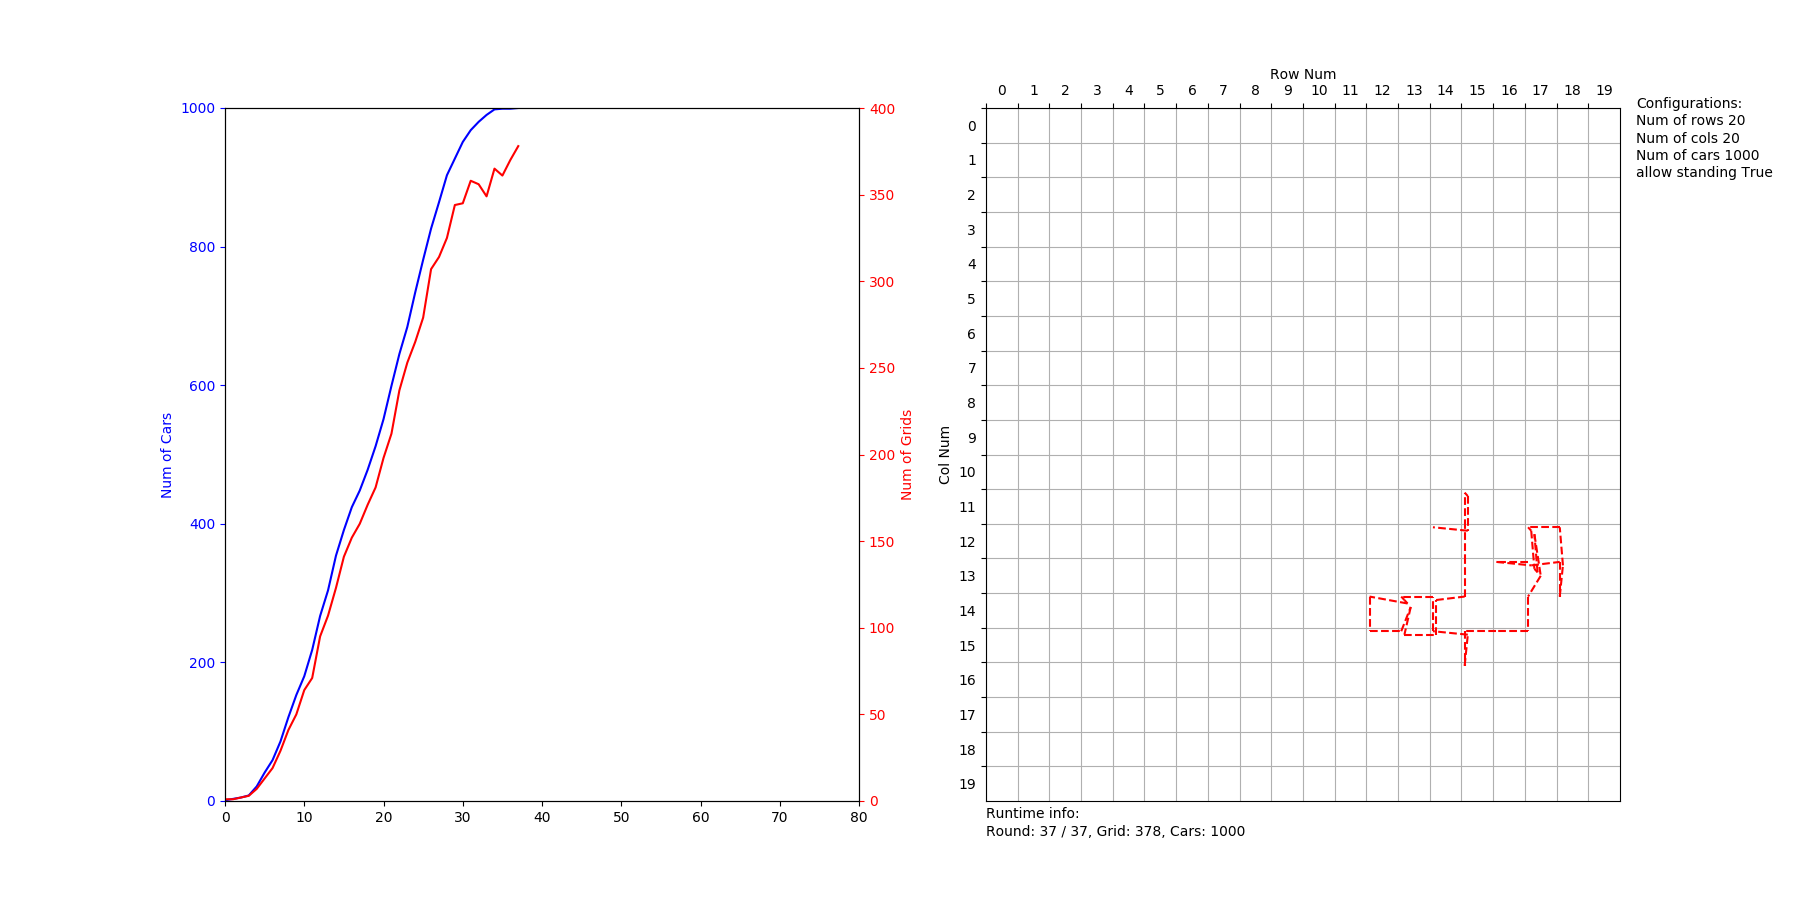 Row Num
0 1 2 3 4 5 6 7 8 9 10 11 12 13 14 15 16 17 18 19
Configurations:
Num of rows 20
Num of cols 20
Num of cars 1000
allow standing True
1000
800
600
400
200
0
Num of Cars
0 10 20 30 40 50 60 70 80
400
350
300
250
200
150
100
50
0
Num of Grids
Col Num
0
1
2
3
4
5
6
7
8
9
10
11
12
13
14
15
16
17
18
19
Runtime info:
Round: 37 / 37, Grid: 378, Cars: 1000